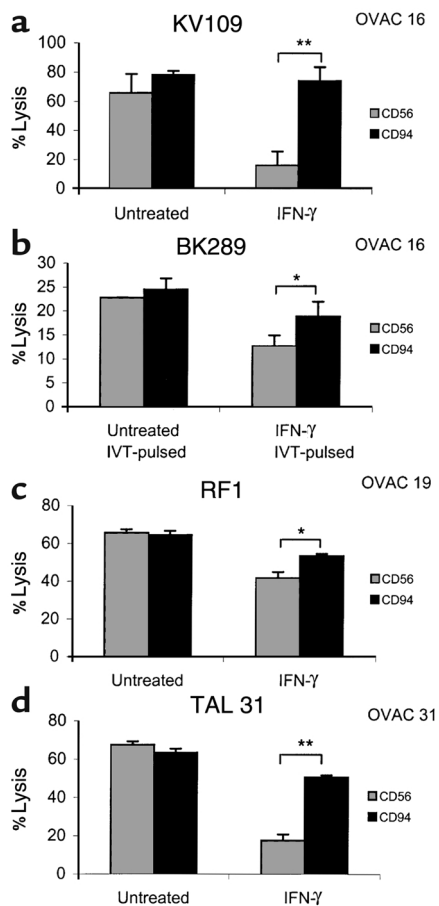 a
KV109
OVAC 16
**
% Lysis
100
80
60
40
20
0
CD56
CD94
Untreated
IFN-γ
b
BK289
OVAC 16
*
% Lysis
30
25
20
15
10
5
0
CD56
CD94
Untreated
IFN-γ
IVT-pulsed
IVT-pulsed
c
RF1
OVAC 19
*
% Lysis
80
60
40
20
0
CD56
CD94
Untreated
IFN-γ
d
TAL 31
OVAC 31
**
% Lysis
80
60
40
20
0
CD56
CD94
Untreated
IFN-γ